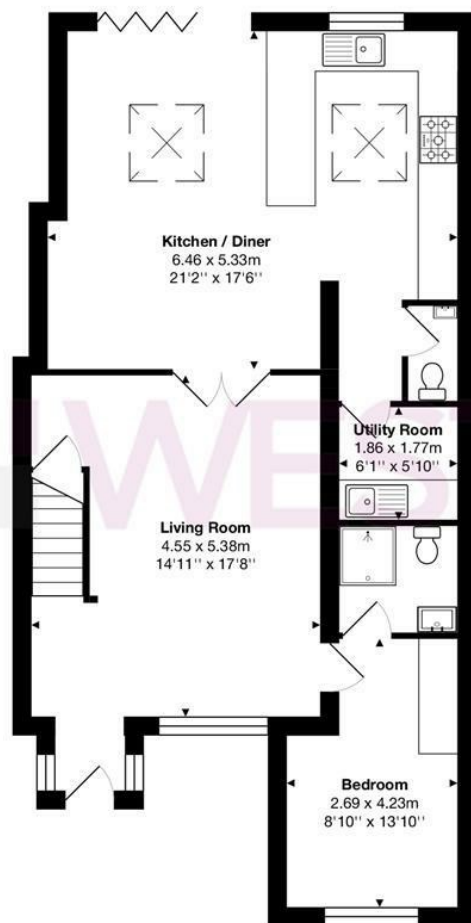 Kitchen / Diner
6.46 x 5.33m
21'2'' x 17'6''
Utility Room
1.86 x 1.77m
6'1'' x 5'10''
WEST
Living Room
4.55 x 5.38m
14'11'' x 17'8''
Bedroom
2.69 x 4.23m
8'10'' x 13'10''